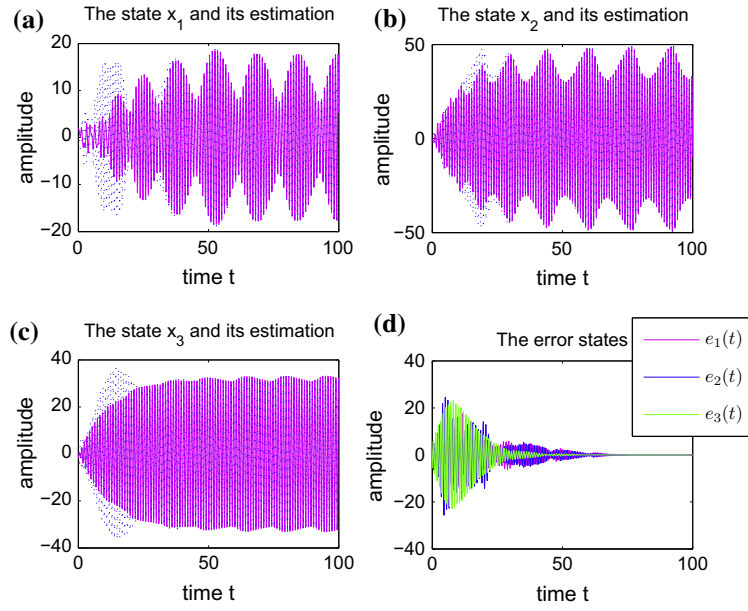 (a)
The state x1 and its estimation
amplitude
20
10
0
−10
−20
0
50
100
time t
(b)
The state x2 and its estimation
amplitude
50
0
−50
0
50
100
time t
(c)
The state x3 and its estimation
amplitude
40
20
0
−20
−40
0
50
100
time t
(d)
The error states
amplitude
40
20
0
−20
−40
0
50
100
time t
e1(t)
e2(t)
e3(t)